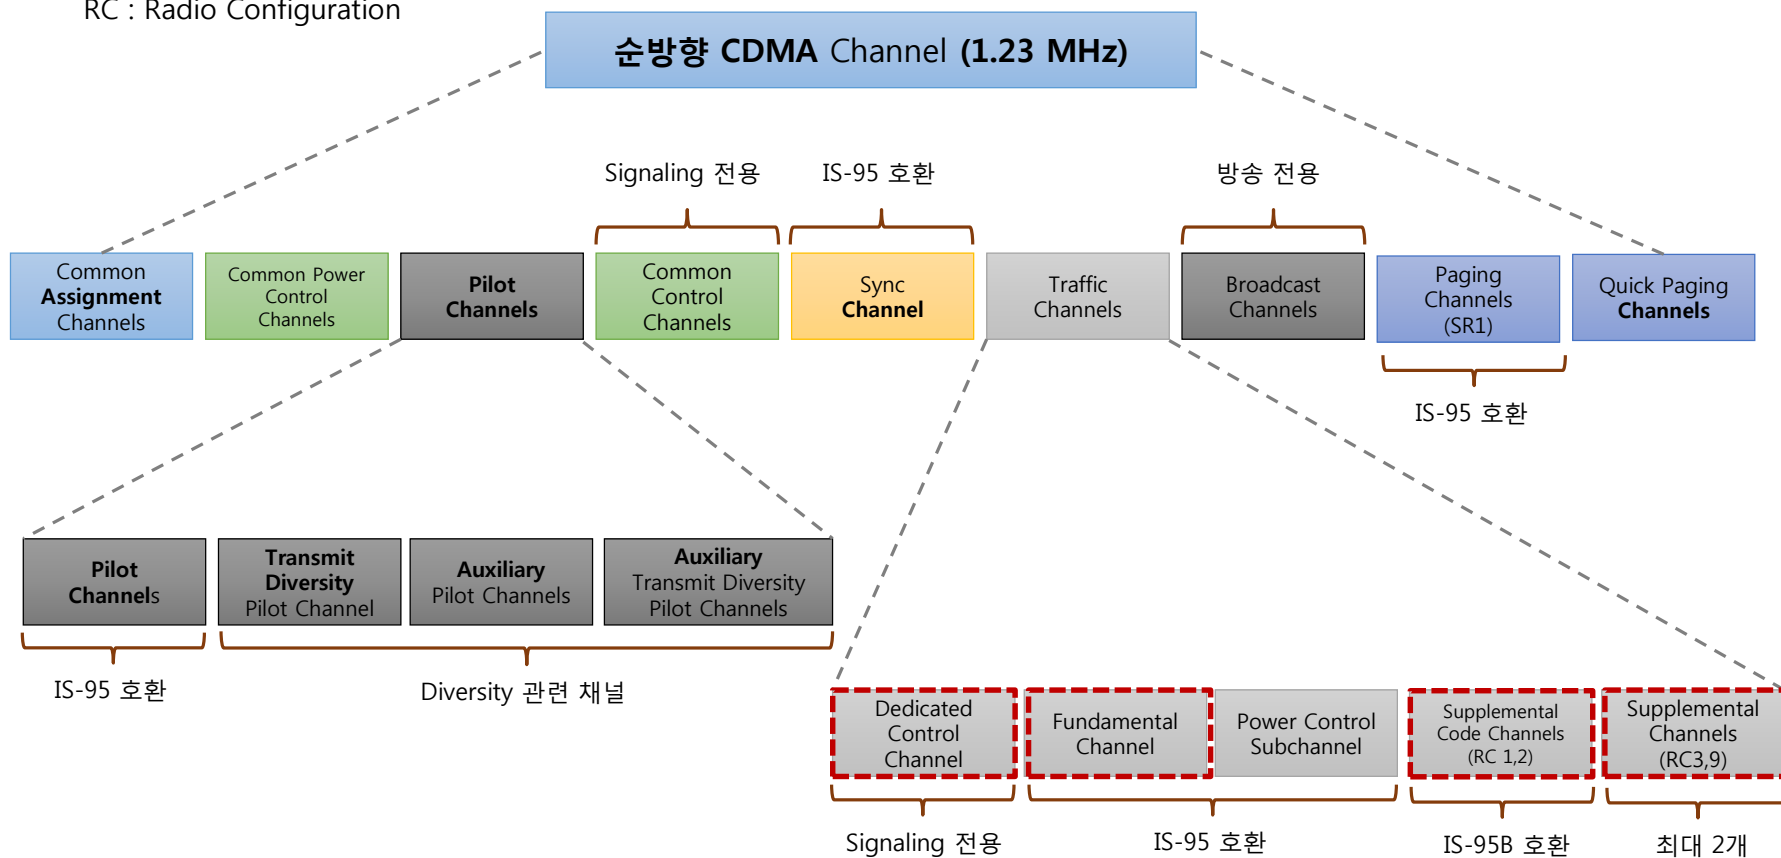 RC : Radio Configuration
순방향 CDMA Channel (1.23 MHz)
Signaling 전용
IS-95 호환
방송 전용
Common
Assignment
Channels
Common Power
Control
Channels
Pilot
Channels
Common
Control
Channels
Sync
Channel
Traffic
Channels
Broadcast
Channels
Paging
Channels
(SR1)
Quick Paging
Channels
IS-95 호환
Pilot
Channels
Transmit
Diversity
Pilot Channel
Auxiliary
Pilot Channels
Auxiliary
Transmit Diversity
Pilot Channels
IS-95 호환
Diversity 관련 채널
Dedicated
Control
Channel
Fundamental
Channel
Power Control
Subchannel
Supplemental
Code Channels
(RC 1,2)
Supplemental
Channels
(RC3,9)
Signaling 전용
IS-95 호환
IS-95B 호환
최대 2개